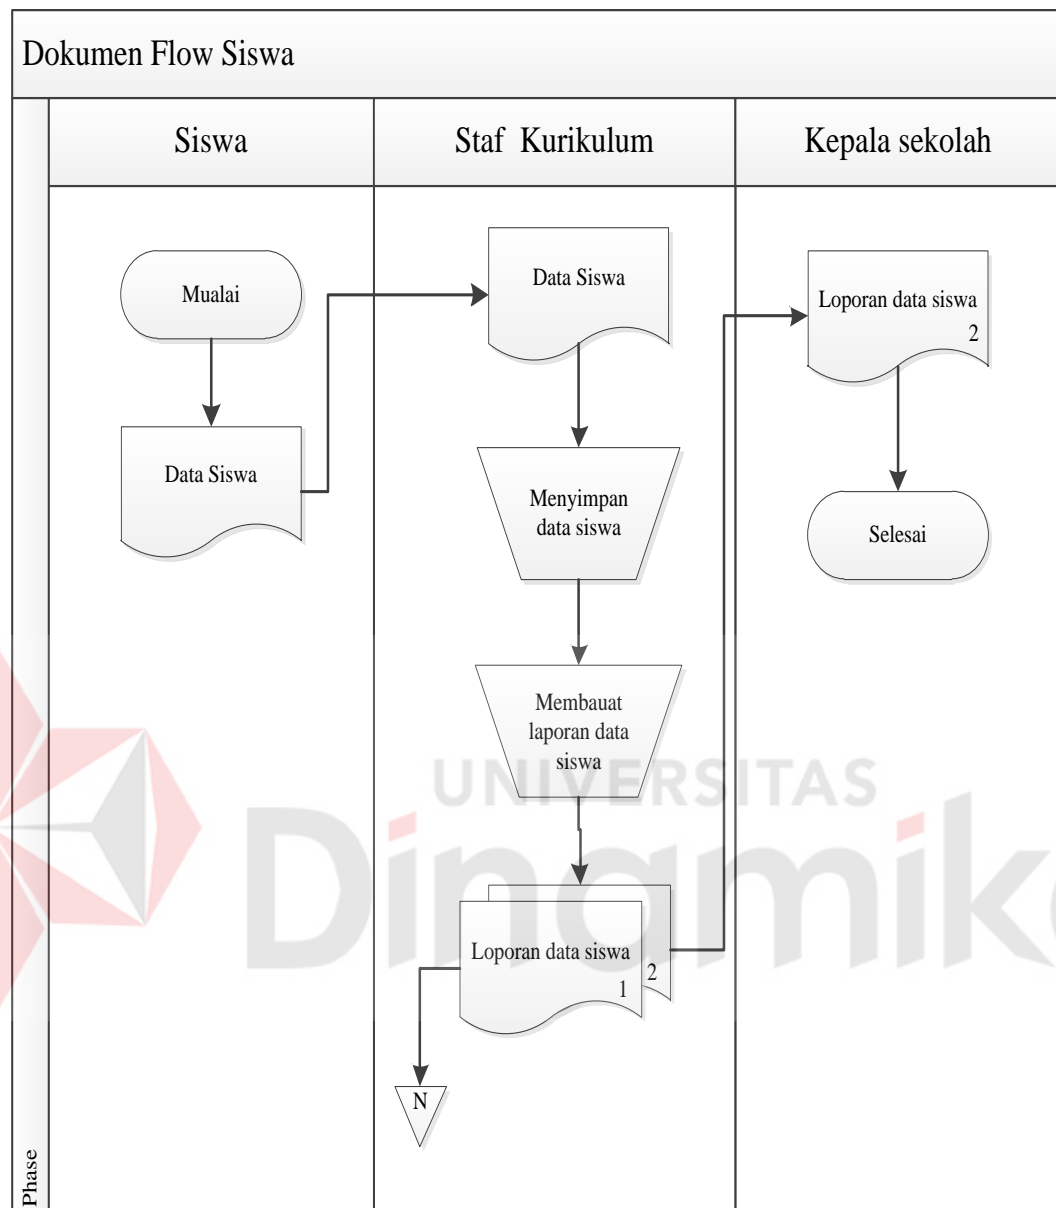 Dokumen Flow Siswa
Siswa
Staf Kurikulum
Kepala sekolah
Mualai
Data Siswa
Data Siswa
Menyimpan
data siswa
Membauat
laporan data
siswa
Loporan data siswa
1
2
N
Loporan data siswa
2
Selesai
Phase
UNIVERSITAS
Dinamika